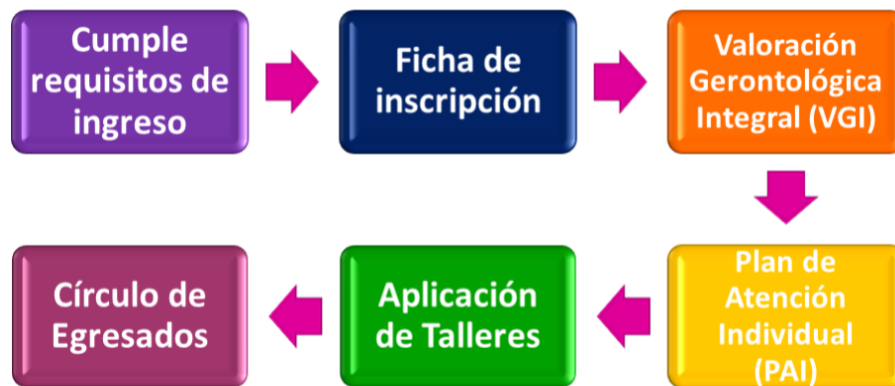 Cumple
requisitos de
ingreso
Ficha de
inscripción
Valoración
Gerontológica
Integral (VGI)
Plan de
Atención
Individual
(PAI)
Aplicación
de Talleres
Círculo de
Egresados